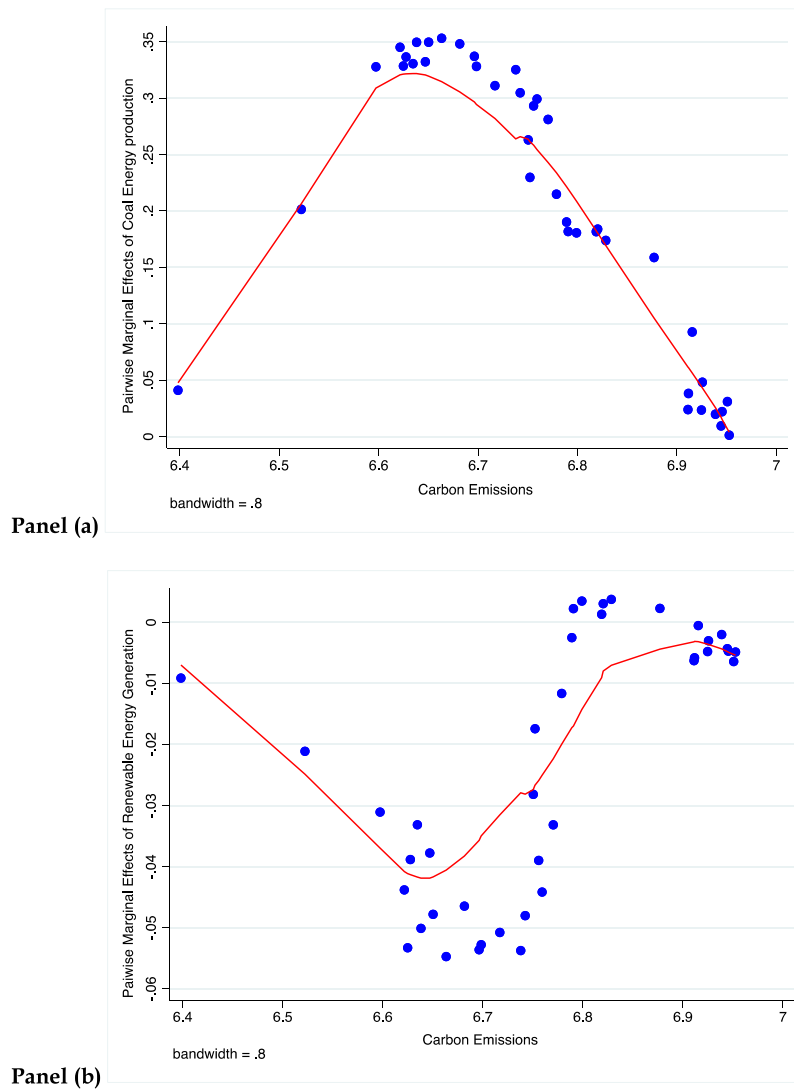 Pairwise Marginal Effects of Coal Energy production
.35
.3
.25
.2
.15
.1
.05
0
6.4 6.5 6.6 6.7 6.8 6.9 7
Carbon Emissions
bandwidth = .8
Panel (a)
Paiwise Marginal Effects of Renewable Energy Generation
0
-.01
-.02
-.03
-.04
-.05
-.06
6.4 6.5 6.6 6.7 6.8 6.9 7
Carbon Emissions
bandwidth = .8
Panel (b)